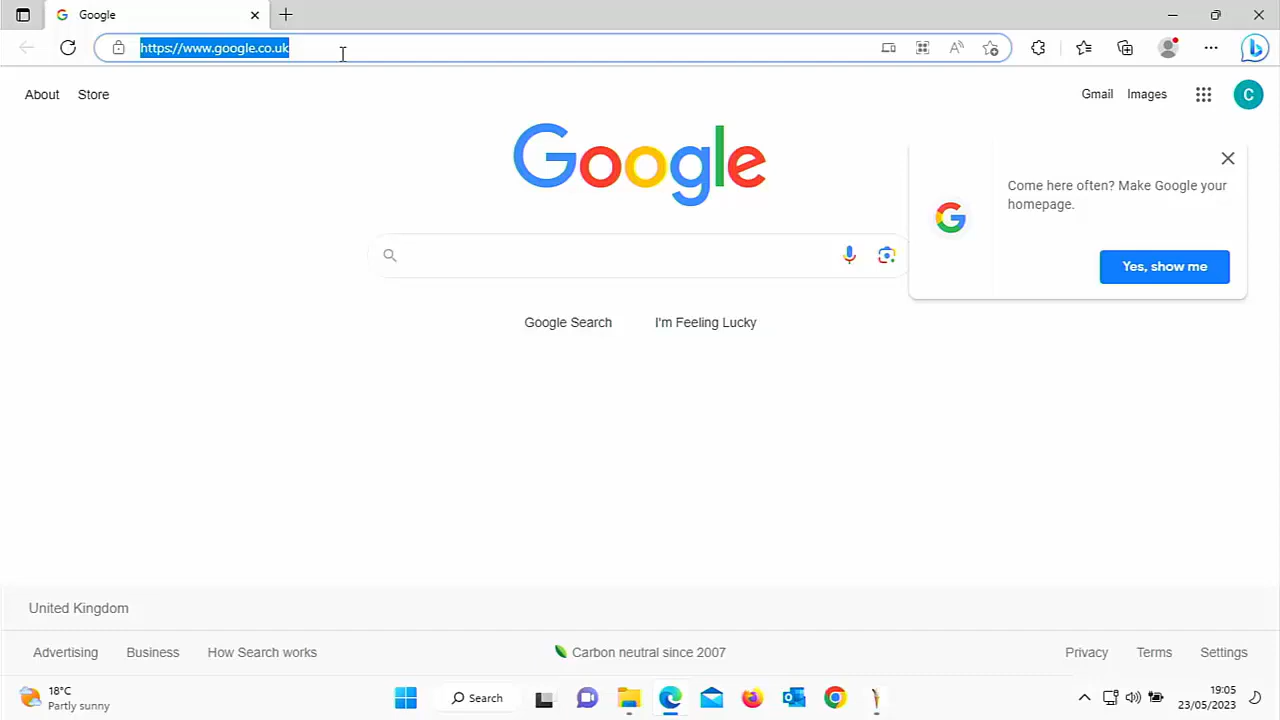 Google
https://www.google.co.uk
About Store
Gmail Images
C
Google
Come here often? Make Google your
homepage.
Yes, show me
Google Search I'm Feeling Lucky
United Kingdom
Advertising Business How Search works
Carbon neutral since 2007
Privacy Terms Settings
18°C
Partly sunny
Search
19:05
23/05/2023